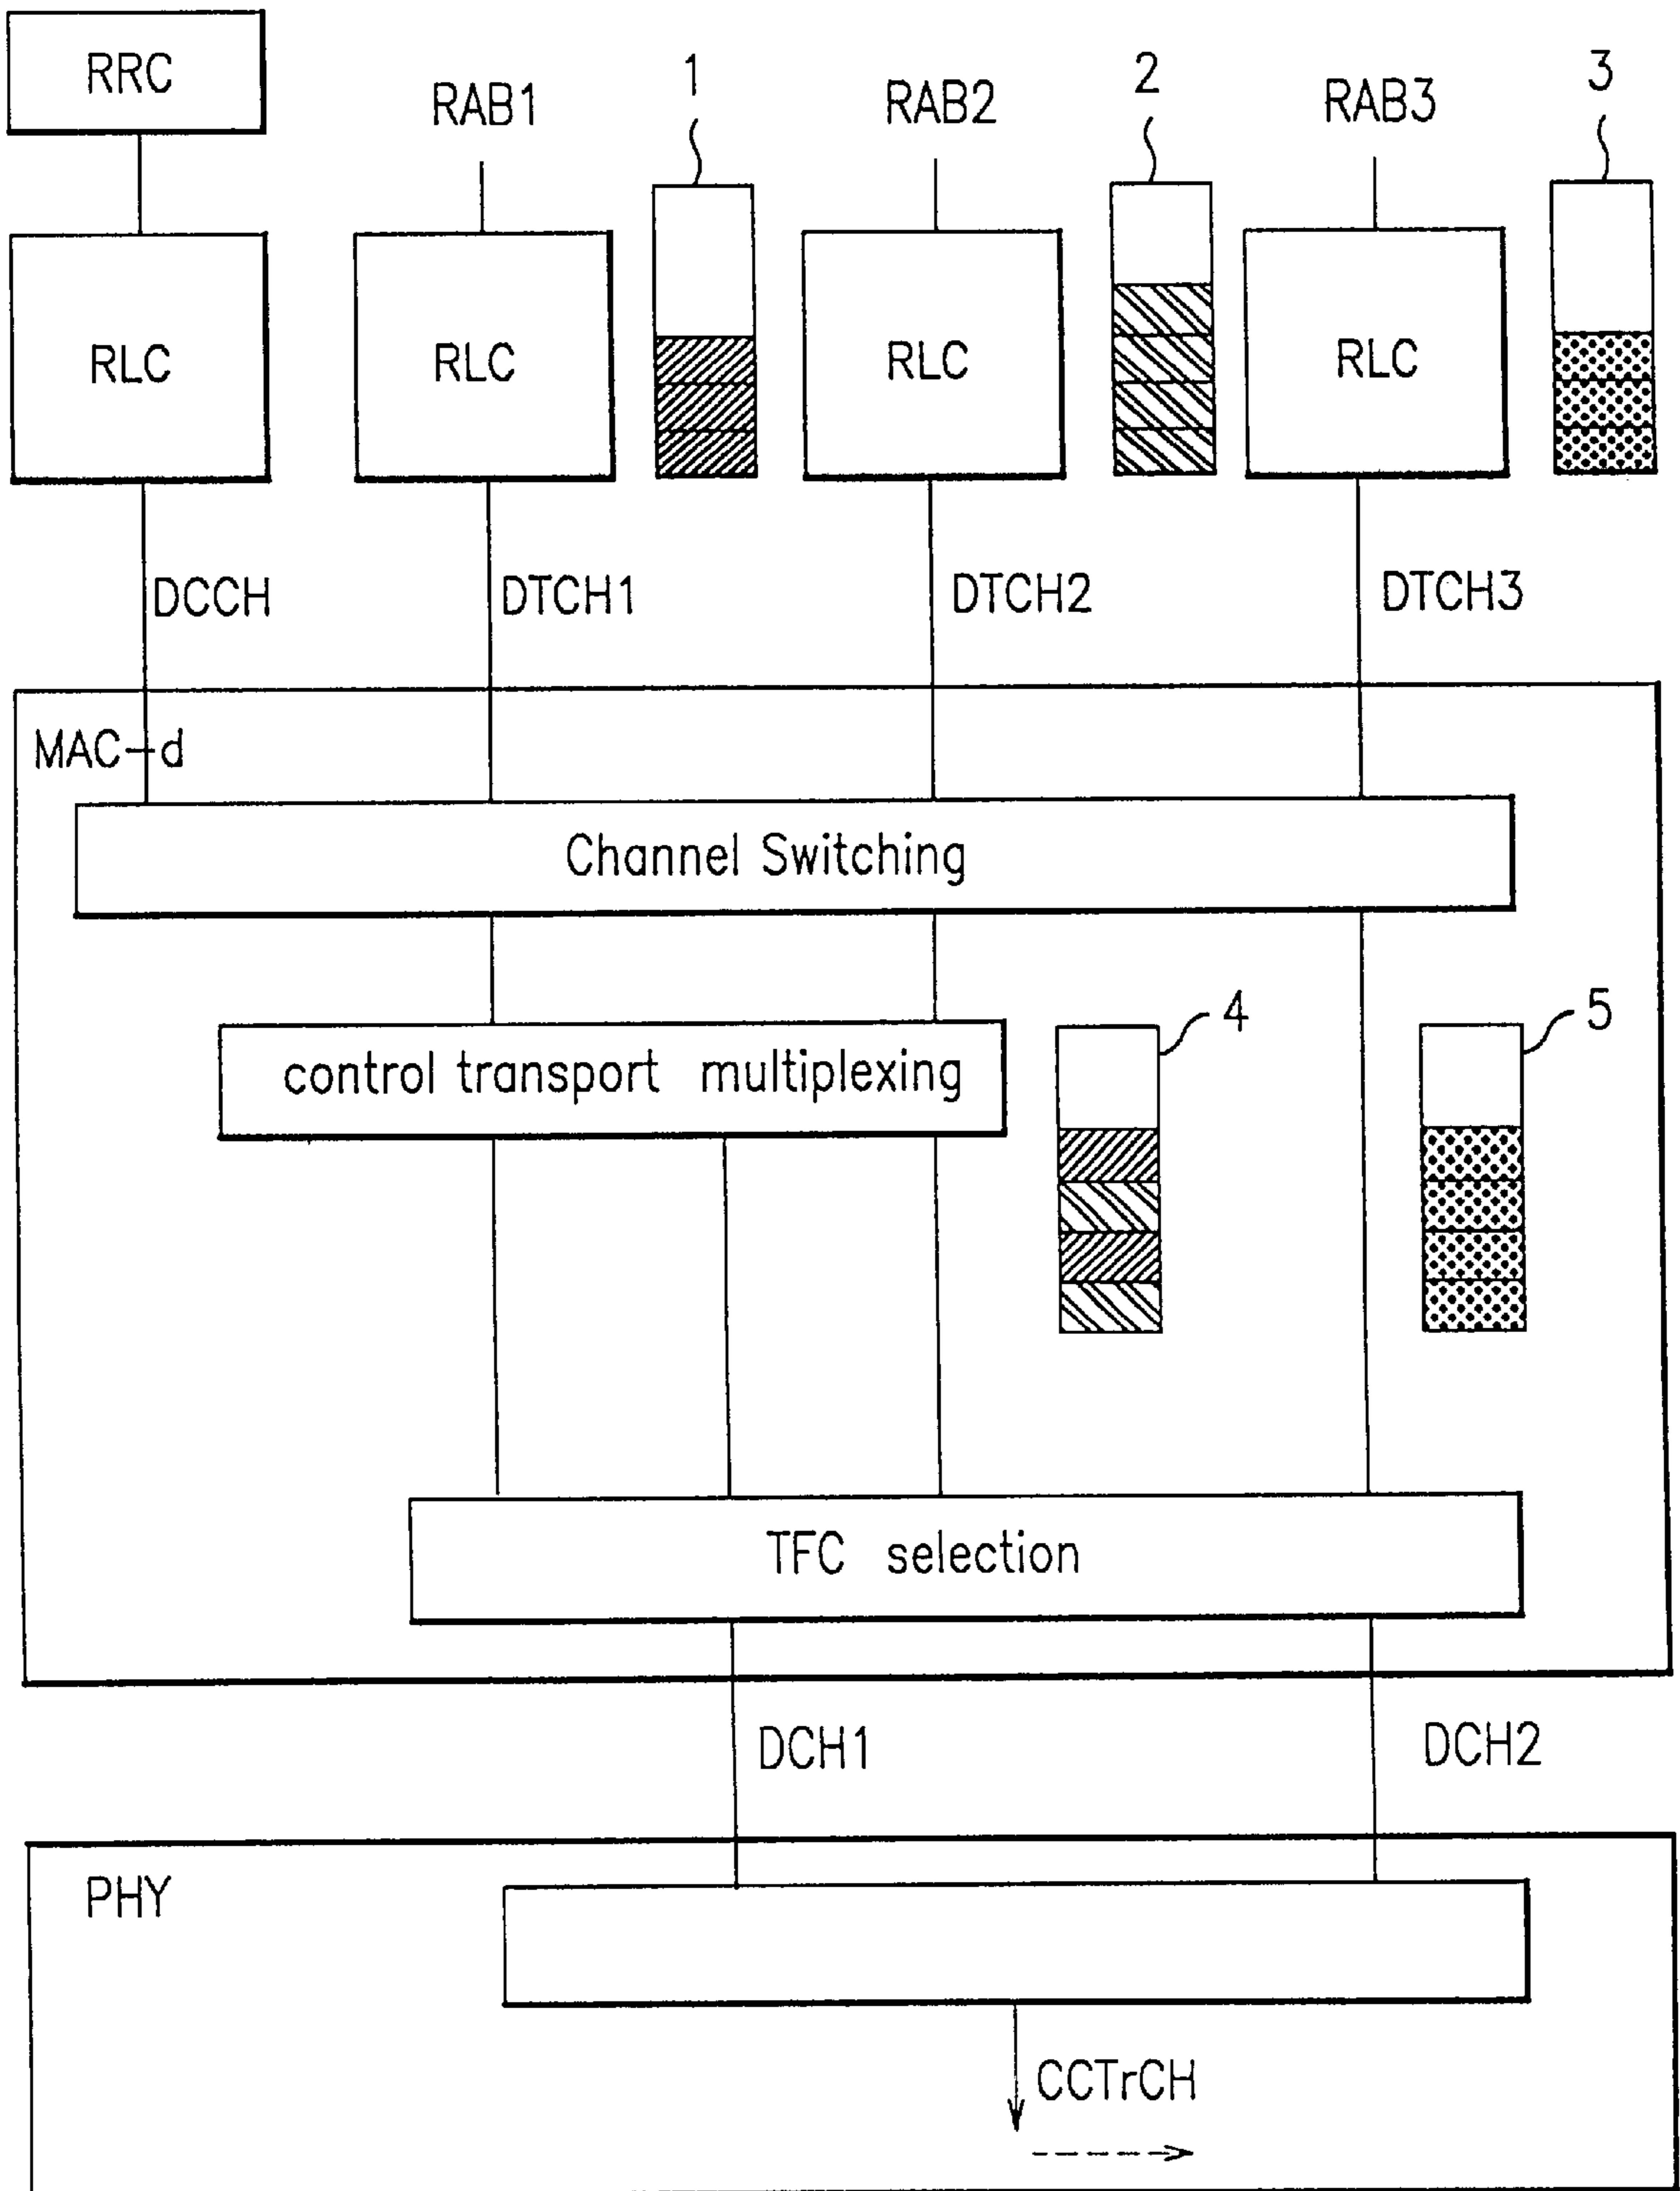 RRC
RAB1
1
RAB2
2
RAB3
3
RLC
RLC
RLC
RLC
DCCH
DTCH1
DTCH2
DTCH3
MAC-d
Channel Switching
control transport multiplexing
4
5
TFC selection
DCH1
DCH2
PHY
CCTrCH